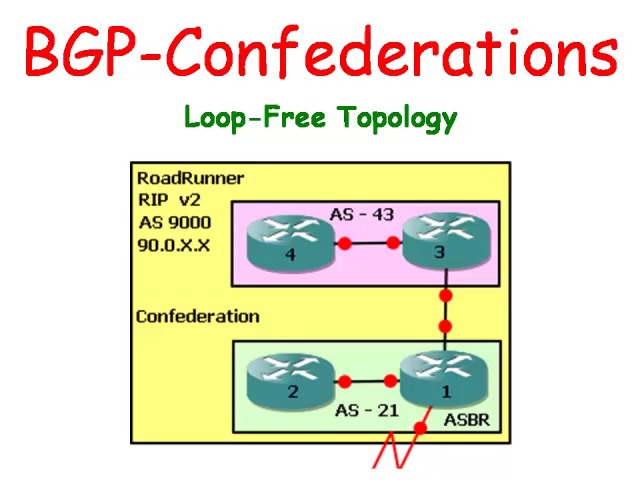 BGP-Confederations
Loop-Free Topology
RoadRunner
RIP v2
AS 9000
90.0.X.X
AS - 43
4
3
Confederation
2
1
AS - 21
ASBR